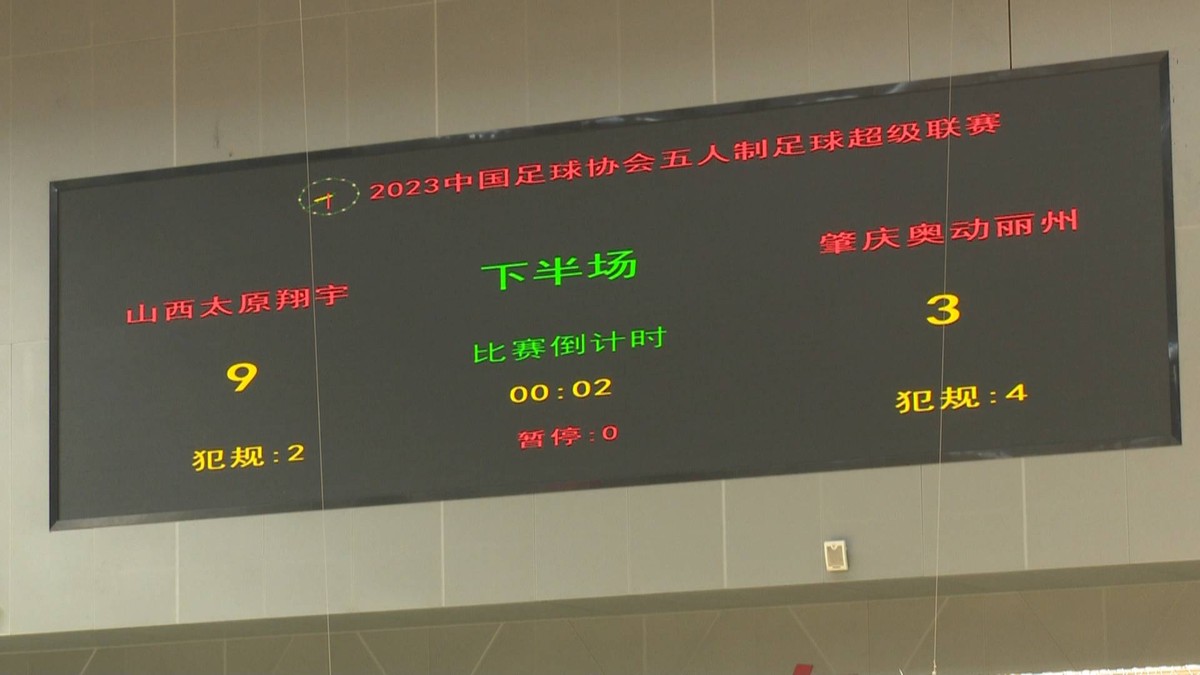 2023中国足球协会五人制足球超级联赛
山西太原翔宇
9
犯规:2
下半场
比赛倒计时
00:02
暂停:0
肇庆奥动丽州
3
犯规:4